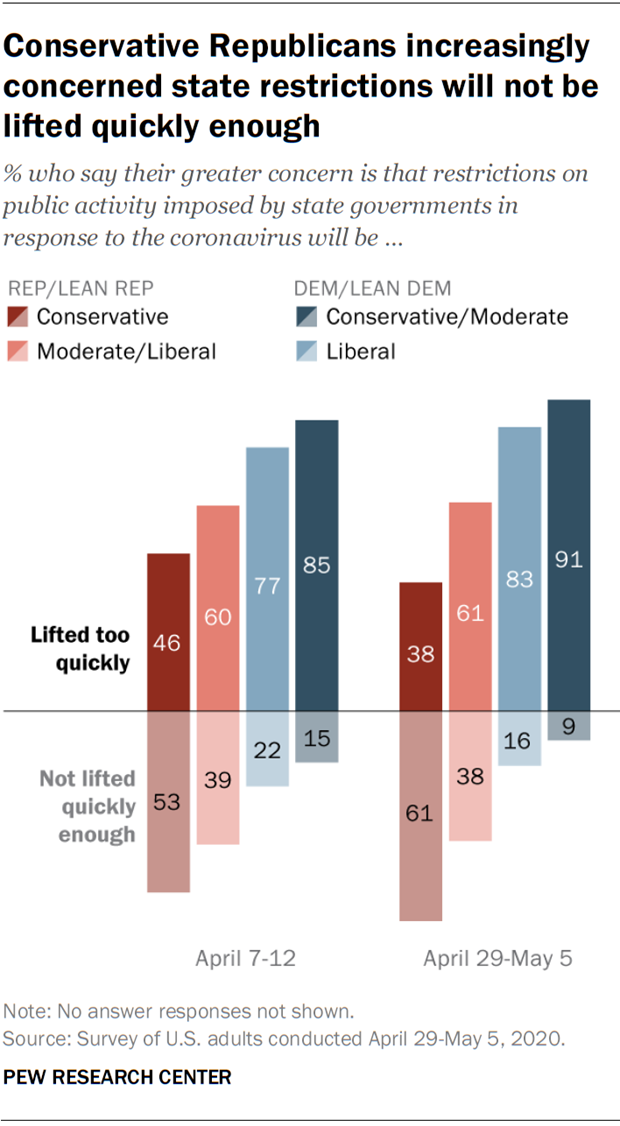 Conservative Republicans increasingly
concerned state restrictions will not be
lifted quickly enough
% who say their greater concern is that restrictions on
public activity imposed by state governments in
response to the coronavirus will be ...
REP/LEAN REP
DEM/LEAN DEM
Conservative
Conservative/Moderate
Moderate/Liberal
Liberal
Lifted too
quickly
46
60
77
85
38
61
83
91
Not lifted
quickly
enough
53
39
22
15
61
38
16
9
April 7-12
April 29-May 5
Note: No answer responses not shown.
Source: Survey of U.S. adults conducted April 29-May 5, 2020.
PEW RESEARCH CENTER